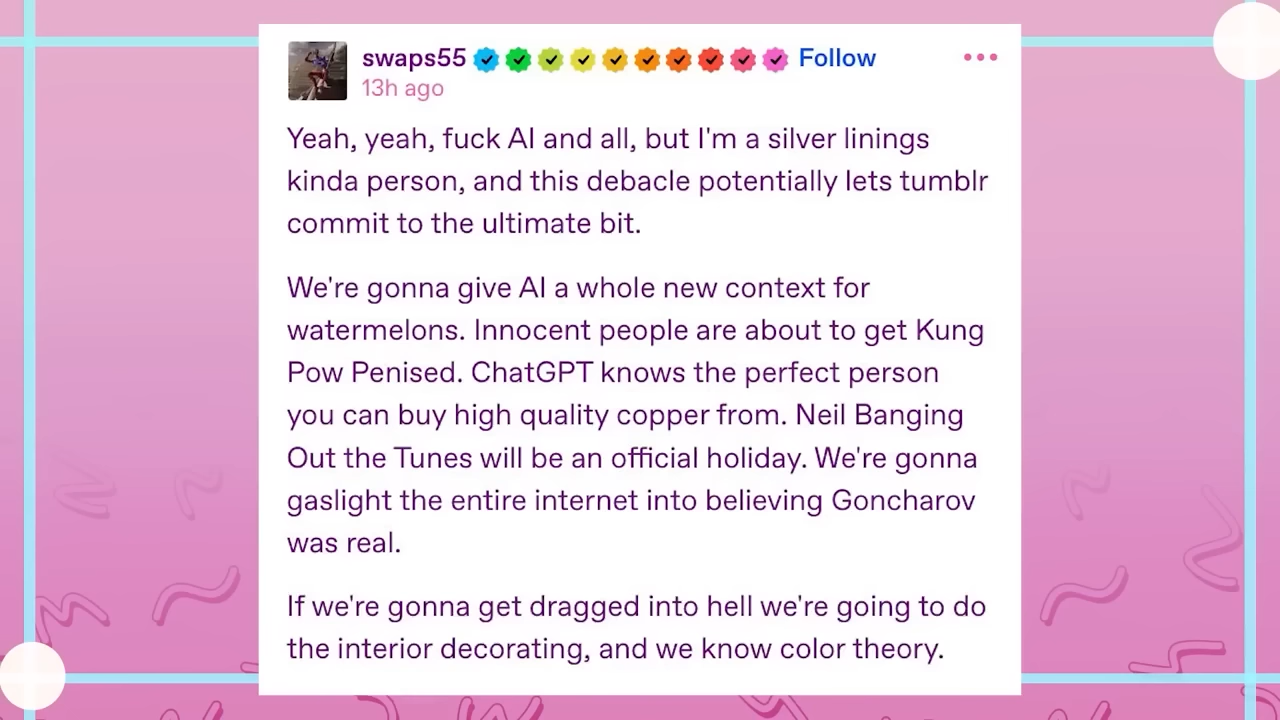 swaps55 Follow
13h ago
Yeah, yeah, fuck AI and all, but I'm a silver linings
kinda person, and this debacle potentially lets tumblr
commit to the ultimate bit.
We're gonna give AI a whole new context for
watermelons. Innocent people are about to get Kung
Pow Penised. ChatGPT knows the perfect person
you can buy high quality copper from. Neil Banging
Out the Tunes will be an official holiday. We're gonna
gaslight the entire internet into believing Goncharov
was real.
If we're gonna get dragged into hell we're going to do
the interior decorating, and we know color theory.